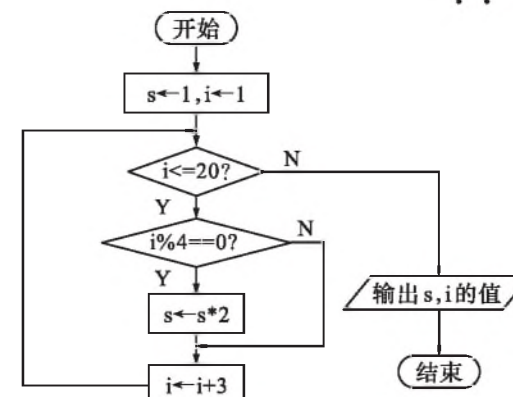 开始
s←1,i←1
i<=20?
N
Y
i%4==0?
N
Y
s←s*2
输出s,i的值
i←i+3
结束